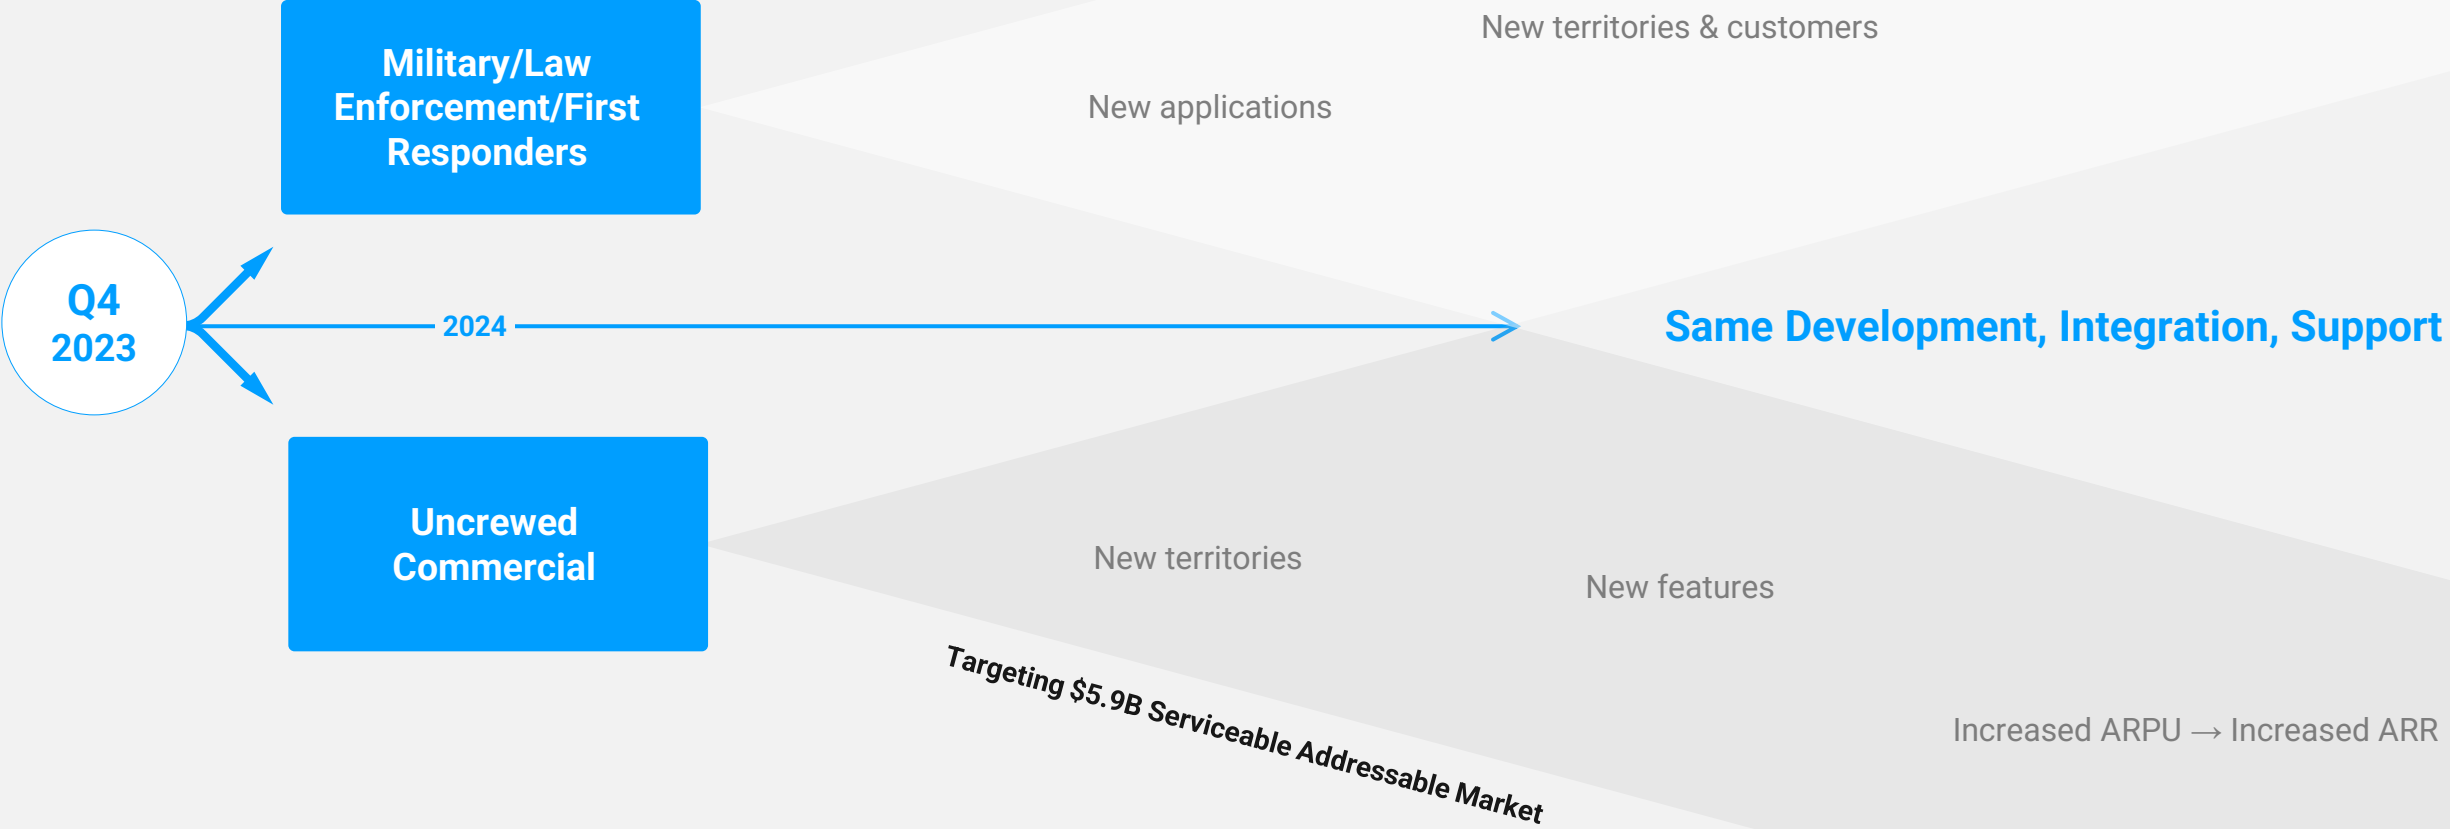 New territories & customers
Military/Law
Enforcement/First
Responders
New applications
Q4
2023
2024
Same Development, Integration, Support
Uncrewed
Commercial
New territories
New features
Targeting $5.9B Serviceable Addressable Market
Increased ARPU → Increased ARR